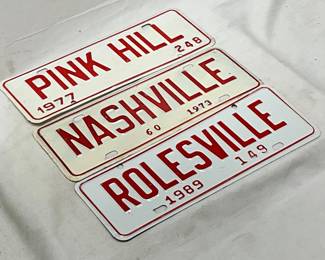 PINK HILL
1977 248
NASHVILLE
60 1973
ROLESVILLE
1989 149